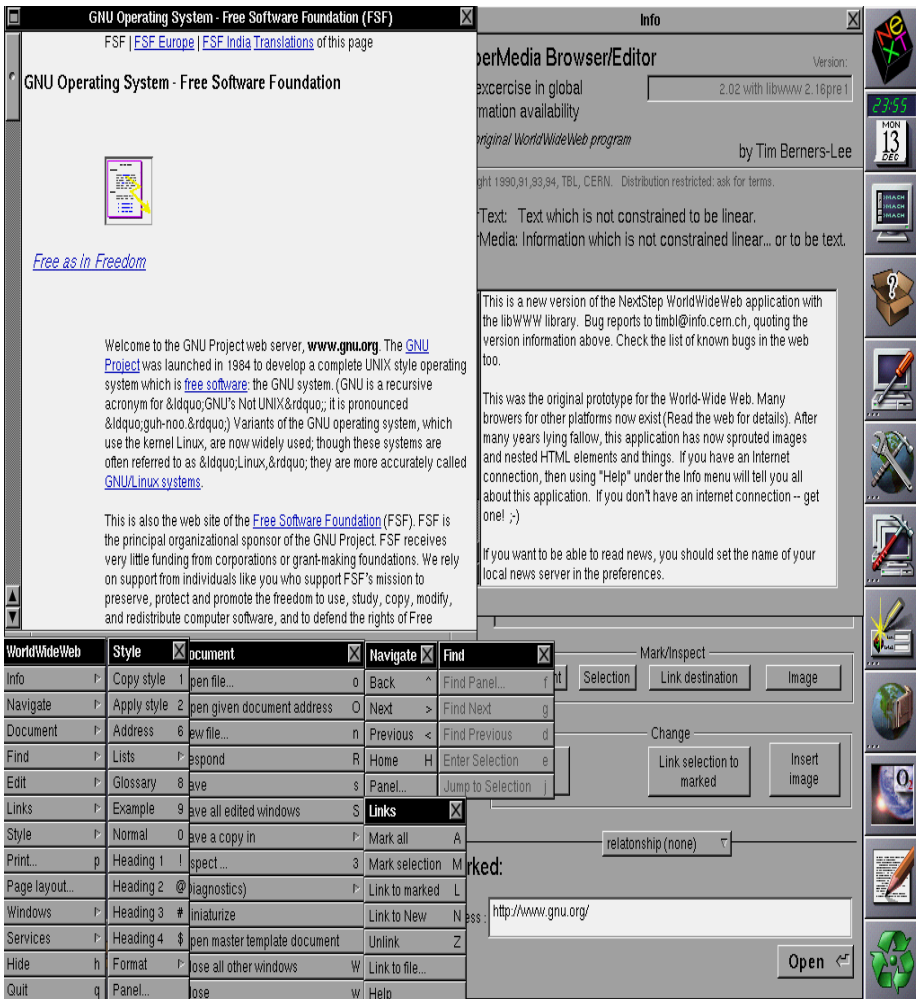 GNU Operating System - Free Software Foundation (FSF)
FSF | FSF Europe | FSF India Translations of this page
GNU Operating System - Free Software Foundation
Free as in Freedom
Welcome to the GNU Project web server, www.gnu.org. The GNU
Project was launched in 1984 to develop a complete UNIX style operating
system which is free software: the GNU system. (GNU is a recursive
acronym for &ldquo;GNU's Not UNIX&rdquo;; it is pronounced
&ldquo;guh-noo.&rdquo;) Variants of the GNU operating system, which
use the kernel Linux, are now widely used; though these systems are
often referred to as &ldquo;Linux,&rdquo; they are more accurately called
GNU/Linux systems.
This is also the web site of the Free Software Foundation (FSF). FSF is
the principal organizational sponsor of the GNU Project. FSF receives
very little funding from corporations or grant-making foundations. We rely
on support from individuals like you who support FSF's mission to
preserve, protect and promote the freedom to use, study, copy, modify,
and redistribute computer software, and to defend the rights of Free
Info
perMedia Browser/Editor
Version:
excercise in global
2.02 with libwww 2.16pre1
mation availability
original WorldWideWeb program
by Tim Berners-Lee
ght 1990,91,93,94, TBL, CERN. Distribution restricted: ask for terms.
rText: Text which is not constrained to be linear.
rMedia: Information which is not constrained linear... or to be text.
This is a new version of the NextStep WorldWideWeb application with
the libWWW library. Bug reports to timbl@info.cern.ch, quoting the
version information above. Check the list of known bugs in the web
too.
This was the original prototype for the World-Wide Web. Many
browers for other platforms now exist (Read the web for details). After
many years lying fallow, this application has now sprouted images
and nested HTML elements and things. If you have an Internet
connection, then using "Help" under the Info menu will tell you all
about this application. If you don't have an internet connection -- get
one! ;-)
If you want to be able to read news, you should set the name of your
local news server in the preferences.
WorldWideWeb
Info
Navigate
Document
Find
Edit
Links
Style
Print... p
Page layout...
Windows
Services
Hide h
Quit q
Style
Copy style 1
Apply style 2
Address 6
Lists
Glossary 8
Example 9
Normal 0
Heading 1 !
Heading 2 @
Heading 3 #
Heading 4 $
Format
Panel...
ocument
pen file... o
pen given document address O
ew file... n
espond R
ave s
ave all edited windows S
ave a copy in
spect ... 3
iagnostics)
iniaturize
pen master template document
lose all other windows W
lose w
Navigate
Back ^
Next >
Previous <
Home H
Panel...
Find
Find Panel... f
Find Next g
Find Previous d
Enter Selection e
Jump to Selection j
Links
Mark all A
Mark selection M
Link to marked L
Link to New N
Unlink Z
Link to file...
Help
Mark/Inspect
ht
Selection
Link destination
Image
Change
Link selection to
marked
Insert
image
relatonship (none)
rked:
ess :
http://www.gnu.org/
Open
NeXT
23:55
MON
13
DEC